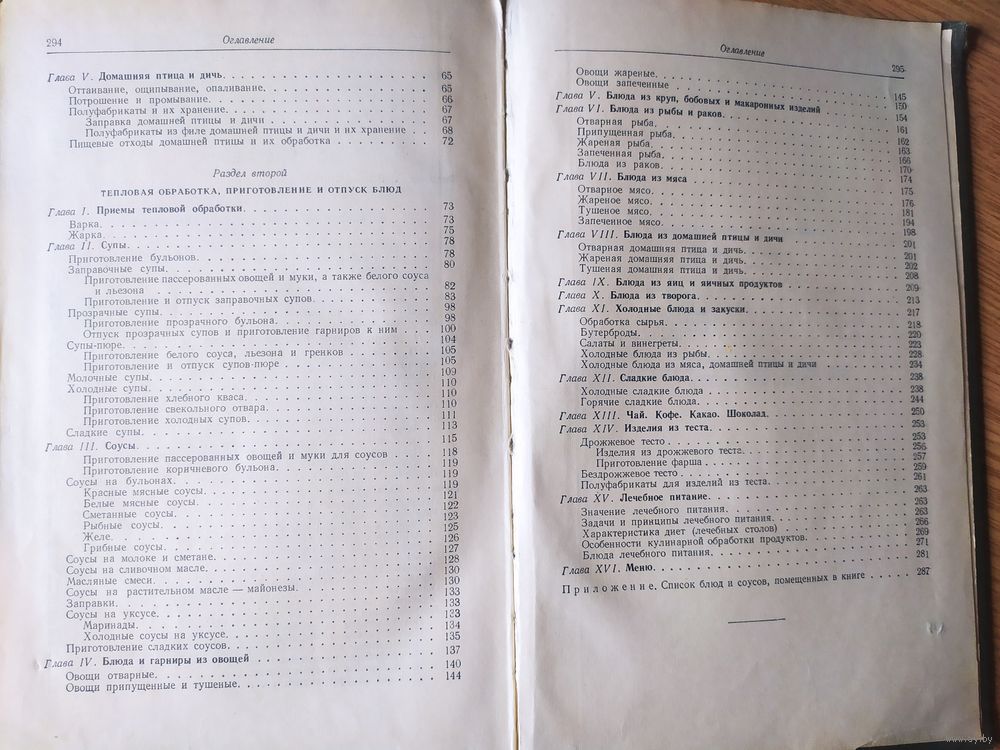 294
Оглавление
Глава V. Домашняя птица и дичь. 65
Оттаивание, ощипывание, опаливание. 65
Потрошение и промывание. 66
Полуфабрикаты и их хранение. 67
Заправка домашней птицы и дичи 67
Полуфабрикаты из филе домашней птицы и дичи и их хранение 68
Пищевые отходы домашней птицы и их обработка 72
Раздел второй
ТЕПЛОВАЯ ОБРАБОТКА, ПРИГОТОВЛЕНИЕ И ОТПУСК БЛЮД
Глава I. Приемы тепловой обработки. 73
Варка. 73
Жарка. 75
Глава II. Супы. 78
Приготовление бульонов. 78
Заправочные супы. 80
Приготовление пассерованных овощей и муки, а также белого соуса
и льезона 82
Приготовление и отпуск заправочных супов. 83
Прозрачные супы. 98
Приготовление прозрачного бульона. 98
Отпуск прозрачных супов и приготовление гарниров к ним 100
Супы-пюре. 104
Приготовление белого соуса, льезона и гренков 105
Приготовление и отпуск супов-пюре 105
Молочные супы. 109
Холодные супы. 110
Приготовление хлебного кваса. 110
Приготовление свекольного отвара. 110
Приготовление холодных супов. 111
Сладкие супы. 113
Глава III. Соусы. 115
Приготовление пассерованных овощей и муки для соусов 118
Приготовление коричневого бульона. 119
Соусы на бульонах. 119
Красные мясные соусы. 119
Белые мясные соусы. 121
Сметанные соусы. 122
Рыбные соусы. 123
Желе. 125
Грибные соусы. 126
Соусы на молоке и сметане. 127
Соусы на сливочном масле. 128
Масляные смеси. 130
Соусы на растительном масле — майонезы. 130
Заправки. 133
Соусы на уксусе. 133
Маринады. 133
Холодные соусы на уксусе. 134
Приготовление сладких соусов. 135
Глава IV. Блюда и гарниры из овощей 137
Овощи отварные. 140
Овощи припущенные и тушеные. 144
Оглавление
295
Овощи жареные. 145
Овощи запеченные 150
Глава V. Блюда из круп, бобовых и макаронных изделий 154
Глава VI. Блюда из рыбы и раков. 161
Отварная рыба. 162
Припущенная рыба. 163
Жареная рыба. 166
Запеченная рыба. 170
Блюда из раков. 174
Глава VII. Блюда из мяса 175
Отварное мясо. 176
Жареное мясо. 181
Тушеное мясо. 194
Запеченное мясо. 198
Глава VIII. Блюда из домашней птицы и дичи 201
Отварная домашняя птица и дичь. 201
Жареная домашняя птица и дичь. 202
Тушеная домашняя птица и дичь. 208
Глава IX. Блюда из яиц и яичных продуктов 209
Глава X. Блюда из творога. 213
Глава XI. Холодные блюда и закуски. 217
Обработка сырья. 218
Бутерброды. 220
Салаты и винегреты. 223
Холодные блюда из рыбы. 228
Холодные блюда из мяса, домашней птицы и дичи 234
Глава XII. Сладкие блюда. 238
Холодные сладкие блюда 238
Горячие сладкие блюда. 244
Глава XIII. Чай. Кофе. Какао. Шоколад. 250
Глава XIV. Изделия из теста. 253
Дрожжевое тесто 253
Изделия из дрожжевого теста. 256
Приготовление фарша 257
Бездрожжевое тесто 259
Полуфабрикаты для изделий из теста. 261
Глава XV. Лечебное питание. 263
Значение лечебного питания. 263
Задачи и принципы лечебного питания. 263
Характеристика диет (лечебных столов) 266
Особенности кулинарной обработки продуктов. 269
Блюда лечебного питания. 271
Глава XVI. Меню. 281
Приложение. Список блюд и соусов, помещенных в книге 287